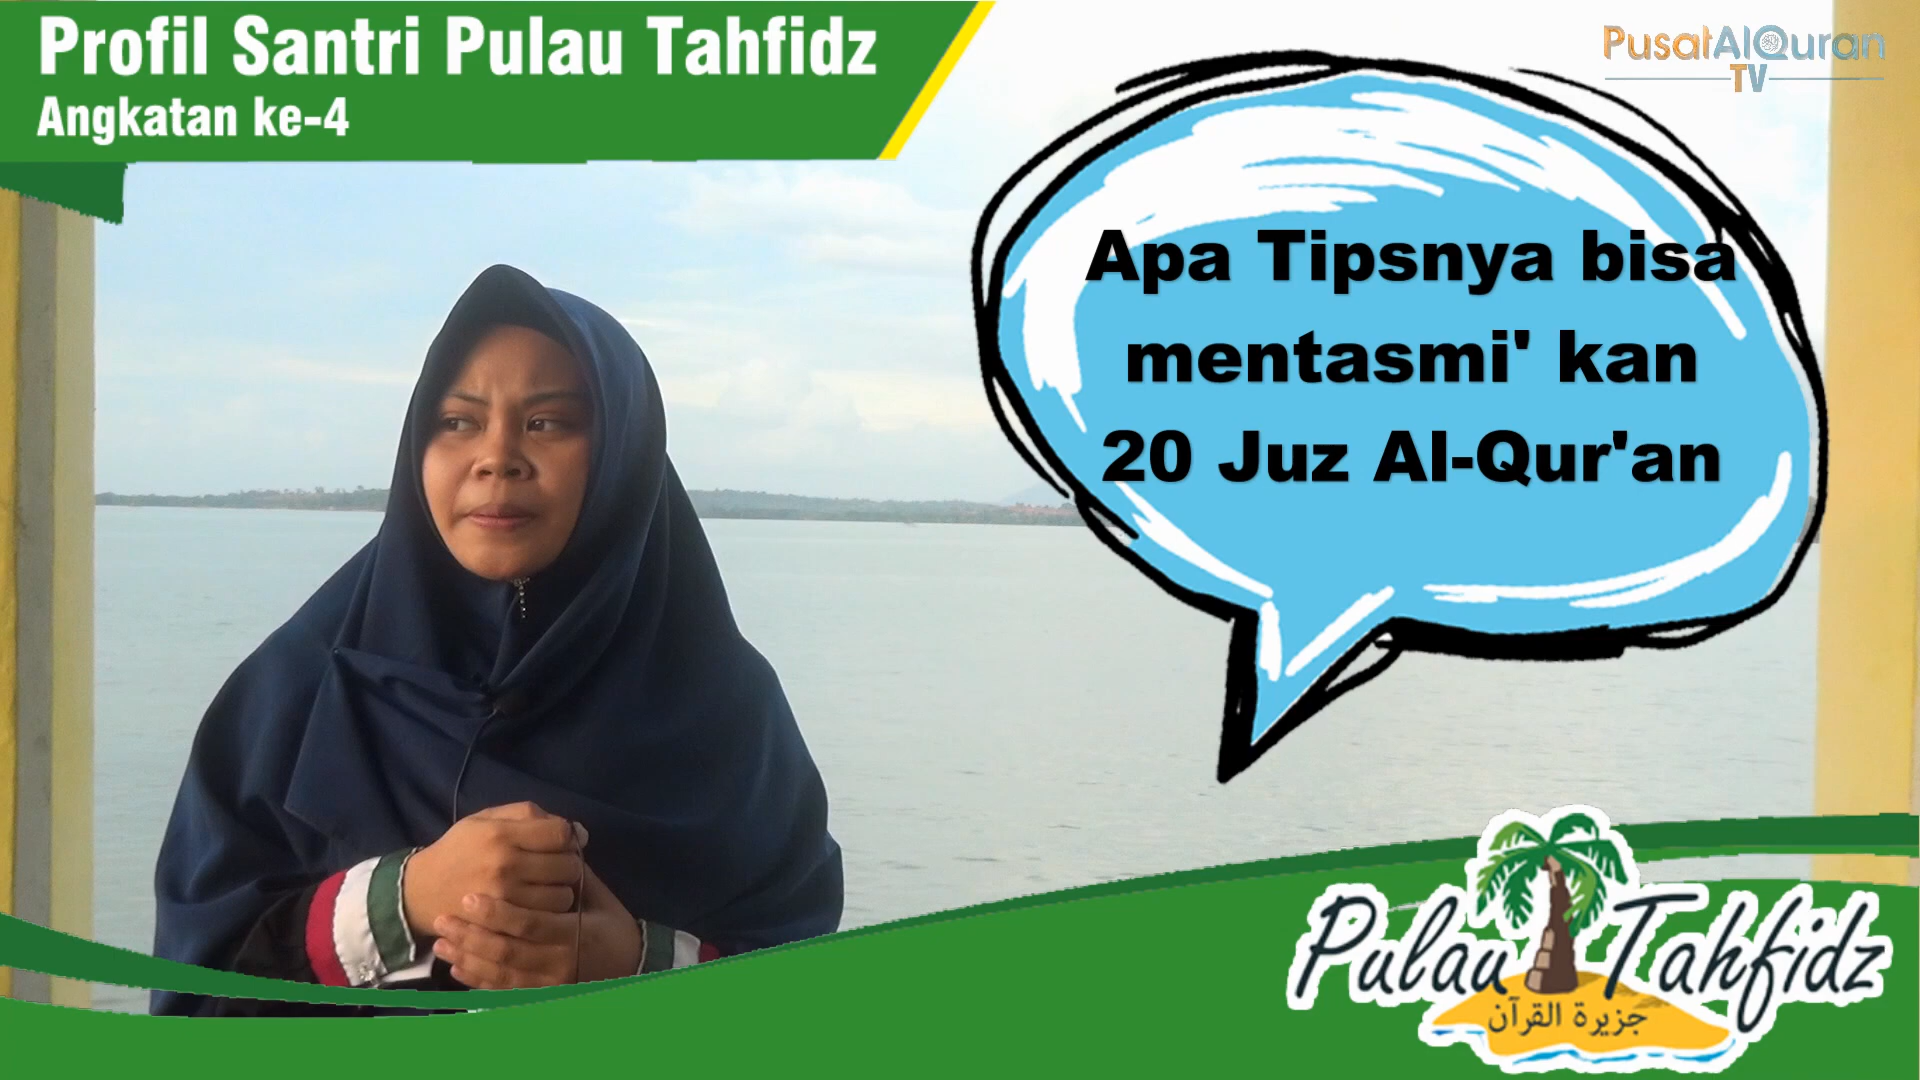 Profil Santri Pulau Tahfidz
Angkatan ke-4
PusatAlQuran
TV
Apa Tipsnya bisa
mentasmi' kan
20 Juz Al-Qur'an
Pulau Tahfidz
جزيرة القرآن